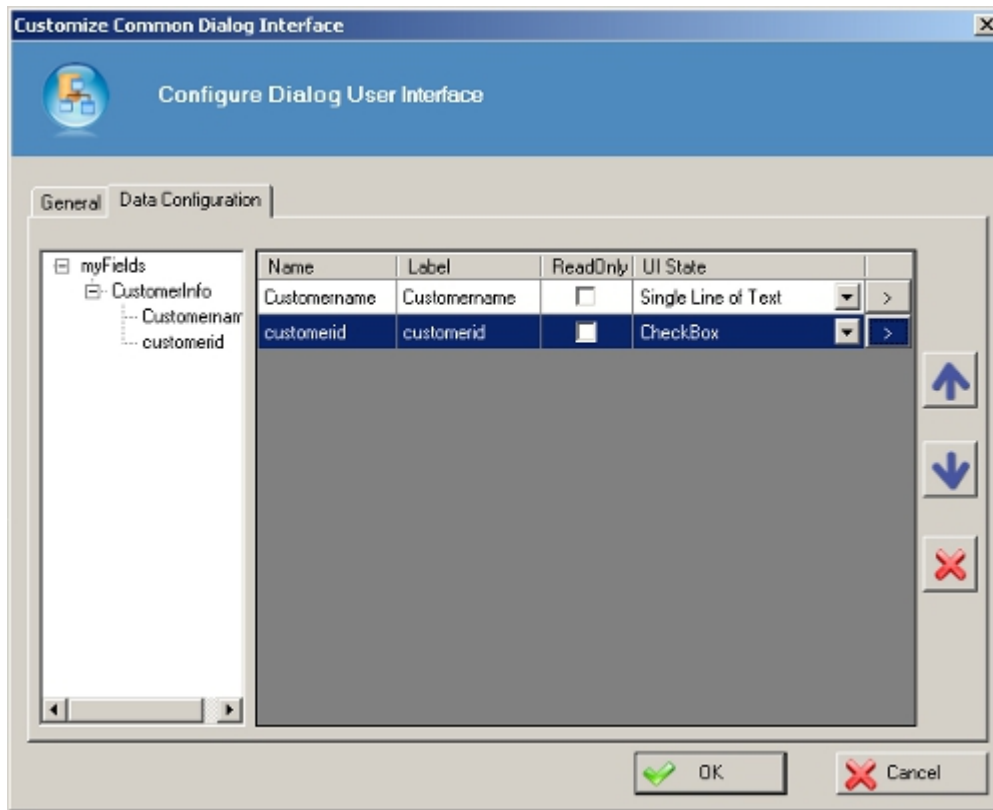 Customize Common Dialog Interface
Configure Dialog User Interface
General Data Configuration
myFields
CustomerInfo
Customernam
customerid
Name Label ReadOnly UI State
Customername Customername Single Line of Text >
customerid customerid CheckBox >
OK Cancel